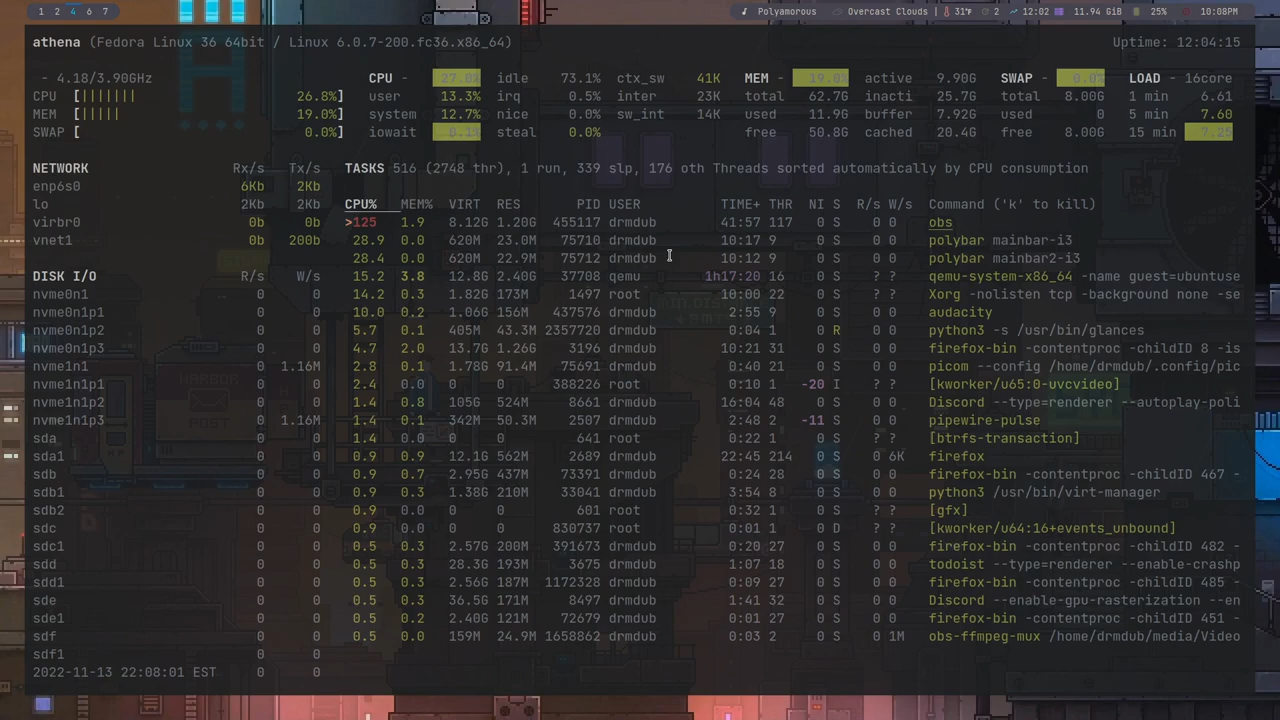 1 2 4 6 7 Polyamorous Overcast Clouds | 31°F 2 12:02 11.94 GiB 25% 10:08PM
athena (Fedora Linux 36 64bit / Linux 6.0.7-200.fc36.x86_64) Uptime: 12:04:15
- 4.18/3.90GHz CPU - 27.0% idle 73.1% ctx_sw 41K MEM - 19.0% active 9.90G SWAP - 0.0% LOAD - 16core
CPU [||||||| 26.8%] user 13.3% irq 0.5% inter 23K total 62.7G inacti 25.7G total 8.00G 1 min 6.61
MEM [||||| 19.0%] system 12.7% nice 0.0% sw_int 14K used 11.9G buffer 7.92G used 0 5 min 7.60
SWAP [ 0.0%] iowait 0.1% steal 0.0% free 50.8G cached 20.4G free 8.00G 15 min 7.25
NETWORK Rx/s Tx/s TASKS 516 (2748 thr), 1 run, 339 slp, 176 oth Threads sorted automatically by CPU consumption
enp6s0 6Kb 2Kb
lo 2Kb 2Kb CPU% MEM% VIRT RES PID USER TIME+ THR NI S R/s W/s Command ('k' to kill)
virbr0 0b 0b >125 1.9 8.12G 1.20G 455117 drmdub 41:57 117 0 S 0 0 obs
vnet1 0b 200b 28.9 0.0 620M 23.0M 75710 drmdub 10:17 9 0 S 0 0 polybar mainbar-i3
28.4 0.0 620M 22.9M 75712 drmdub 10:12 9 0 S 0 0 polybar mainbar2-i3
DISK I/O R/s W/s 15.2 3.8 12.8G 2.40G 37708 qemu 1h17:20 16 0 S ? ? qemu-system-x86_64 -name guest=ubuntuse
nvme0n1 0 0 14.2 0.3 1.82G 173M 1497 root 10:00 22 0 S ? ? Xorg -nolisten tcp -background none -se
nvme0n1p1 0 0 10.0 0.2 1.06G 156M 437576 drmdub 2:55 9 0 S 0 0 audacity
nvme0n1p2 0 0 5.7 0.1 405M 43.3M 2357720 drmdub 0:04 1 0 R 0 0 python3 -s /usr/bin/glances
nvme0n1p3 0 0 4.7 2.0 13.7G 1.26G 3196 drmdub 10:21 31 0 S 0 0 firefox-bin -contentproc -childID 8 -is
nvme1n1 0 1.16M 2.8 0.1 1.78G 91.4M 75691 drmdub 0:40 21 0 S 0 0 picom --config /home/drmdub/.config/pic
nvme1n1p1 0 0 2.4 0.0 0 0 388226 root 0:10 1 -20 I ? ? [kworker/u65:0-uvcvideo]
nvme1n1p2 0 0 1.4 0.8 105G 524M 8661 drmdub 16:04 48 0 S 0 0 Discord --type=renderer --autoplay-poli
nvme1n1p3 0 1.16M 1.4 0.1 342M 50.3M 2507 drmdub 2:48 2 -11 S 0 0 pipewire-pulse
sda 0 0 1.4 0.0 0 0 641 root 0:22 1 0 S ? ? [btrfs-transaction]
sda1 0 0 0.9 0.9 12.1G 562M 2689 drmdub 22:45 214 0 S 0 6K firefox
sdb 0 0 0.9 0.7 2.95G 437M 73391 drmdub 0:24 28 0 S 0 0 firefox-bin -contentproc -childID 467 -
sdb1 0 0 0.9 0.3 1.38G 210M 33041 drmdub 3:54 8 0 S 0 0 python3 /usr/bin/virt-manager
sdb2 0 0 0.9 0.0 0 0 601 root 0:32 1 0 S ? ? [gfx]
sdc 0 0 0.9 0.0 0 0 830737 root 0:01 1 0 D ? ? [kworker/u64:16+events_unbound]
sdc1 0 0 0.5 0.3 2.57G 200M 391673 drmdub 0:20 27 0 S 0 0 firefox-bin -contentproc -childID 482 -
sdd 0 0 0.5 0.3 28.3G 193M 3675 drmdub 1:07 18 0 S 0 0 todoist --type=renderer --enable-crashp
sdd1 0 0 0.5 0.3 2.56G 187M 1172328 drmdub 0:09 27 0 S 0 0 firefox-bin -contentproc -childID 485 -
sde 0 0 0.5 0.3 36.5G 171M 8497 drmdub 1:41 32 0 S 0 0 Discord --enable-gpu-rasterization --en
sde1 0 0 0.5 0.2 2.40G 121M 72679 drmdub 0:01 27 0 S 0 0 firefox-bin -contentproc -childID 451 -
sdf 0 0 0.5 0.0 159M 24.9M 1658862 drmdub 0:03 2 0 S 0 1M obs-ffmpeg-mux /home/drmdub/media/Video
sdf1 0 0
2022-11-13 22:08:01 EST 0 0
HARBOR
POST